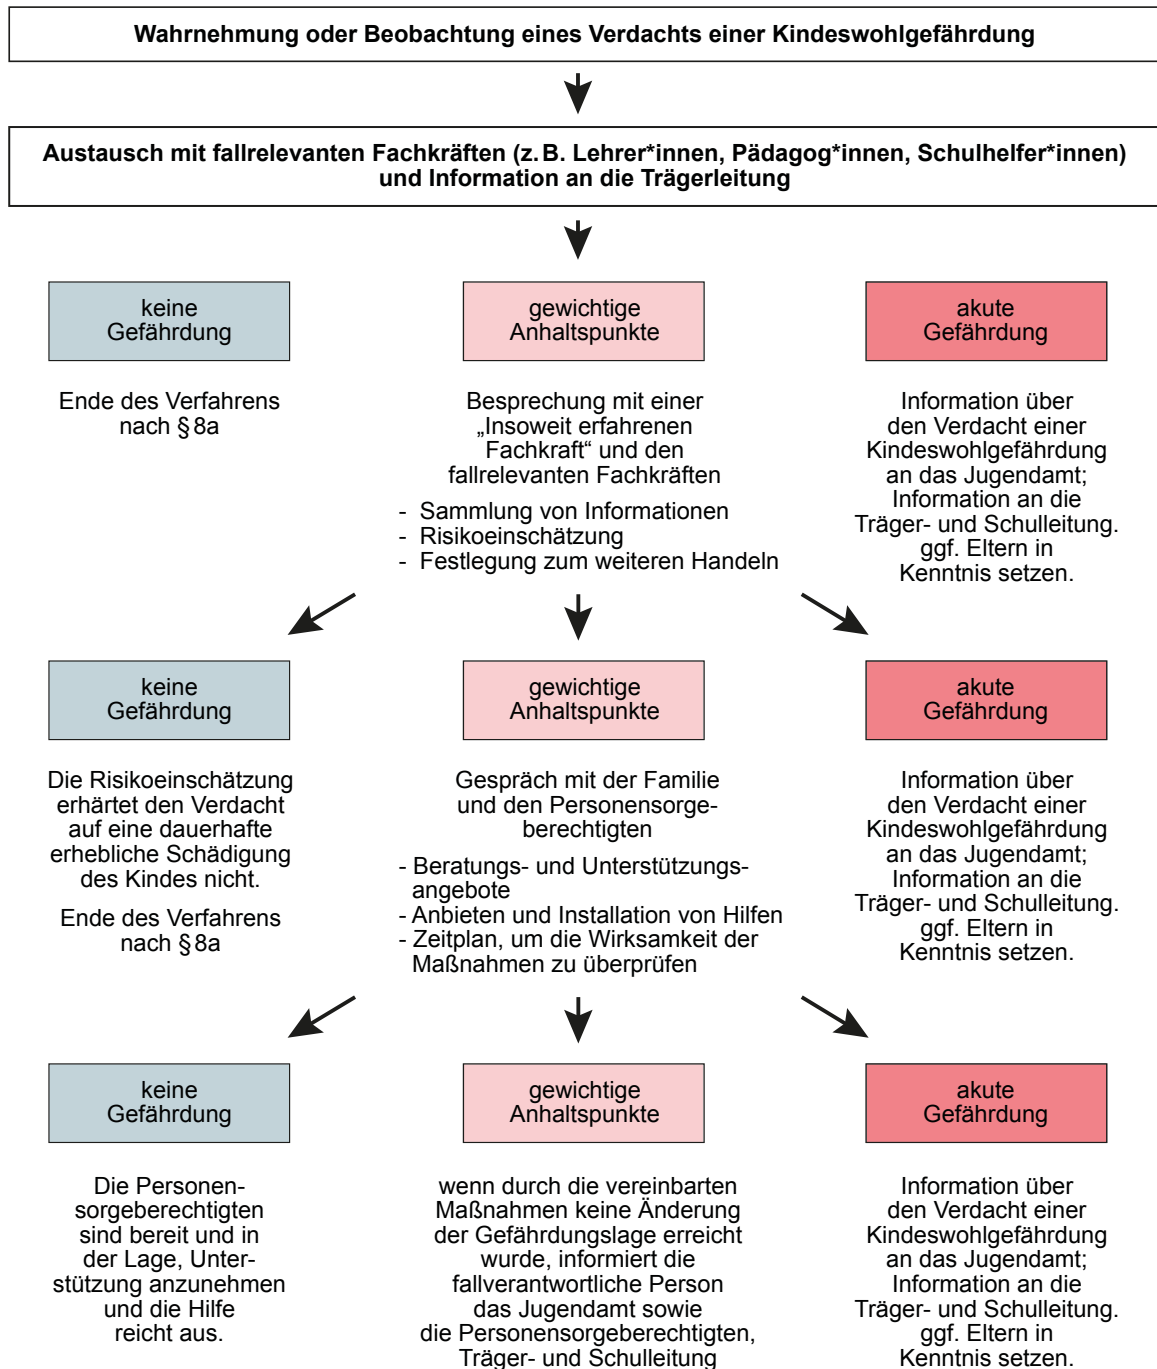 Wahrnehmung oder Beobachtung eines Verdachts einer Kindeswohlgefährdung
Austausch mit fallrelevanten Fachkräften (z. B. Lehrer*innen, Pädagog*innen, Schulhelfer*innen)
und Information an die Trägerleitung
keine
Gefährdung
Ende des Verfahrens
nach § 8a
gewichtige
Anhaltspunkte
Besprechung mit einer
„Insoweit erfahrenen
Fachkraft“ und den
fallrelevanten Fachkräften
- Sammlung von Informationen
- Risikoeinschätzung
- Festlegung zum weiteren Handeln
akute
Gefährdung
Information über
den Verdacht einer
Kindeswohlgefährdung
an das Jugendamt;
Information an die
Träger- und Schulleitung.
ggf. Eltern in
Kenntnis setzen.
keine
Gefährdung
Die Risikoeinschätzung
erhärtet den Verdacht
auf eine dauerhafte
erhebliche Schädigung
des Kindes nicht.
Ende des Verfahrens
nach § 8a
gewichtige
Anhaltspunkte
Gespräch mit der Familie
und den Personensorge-
berechtigten
- Beratungs- und Unterstützungs-
angebote
- Anbieten und Installation von Hilfen
- Zeitplan, um die Wirksamkeit der
Maßnahmen zu überprüfen
akute
Gefährdung
Information über
den Verdacht einer
Kindeswohlgefährdung
an das Jugendamt;
Information an die
Träger- und Schulleitung.
ggf. Eltern in
Kenntnis setzen.
keine
Gefährdung
Die Personen-
sorgeberechtigten
sind bereit und in
der Lage, Unter-
stützung anzunehmen
und die Hilfe
reicht aus.
gewichtige
Anhaltspunkte
wenn durch die vereinbarten
Maßnahmen keine Änderung
der Gefährdungslage erreicht
wurde, informiert die
fallverantwortliche Person
das Jugendamt sowie
die Personensorgeberechtigten,
Träger- und Schulleitung
akute
Gefährdung
Information über
den Verdacht einer
Kindeswohlgefährdung
an das Jugendamt;
Information an die
Träger- und Schulleitung.
ggf. Eltern in
Kenntnis setzen.